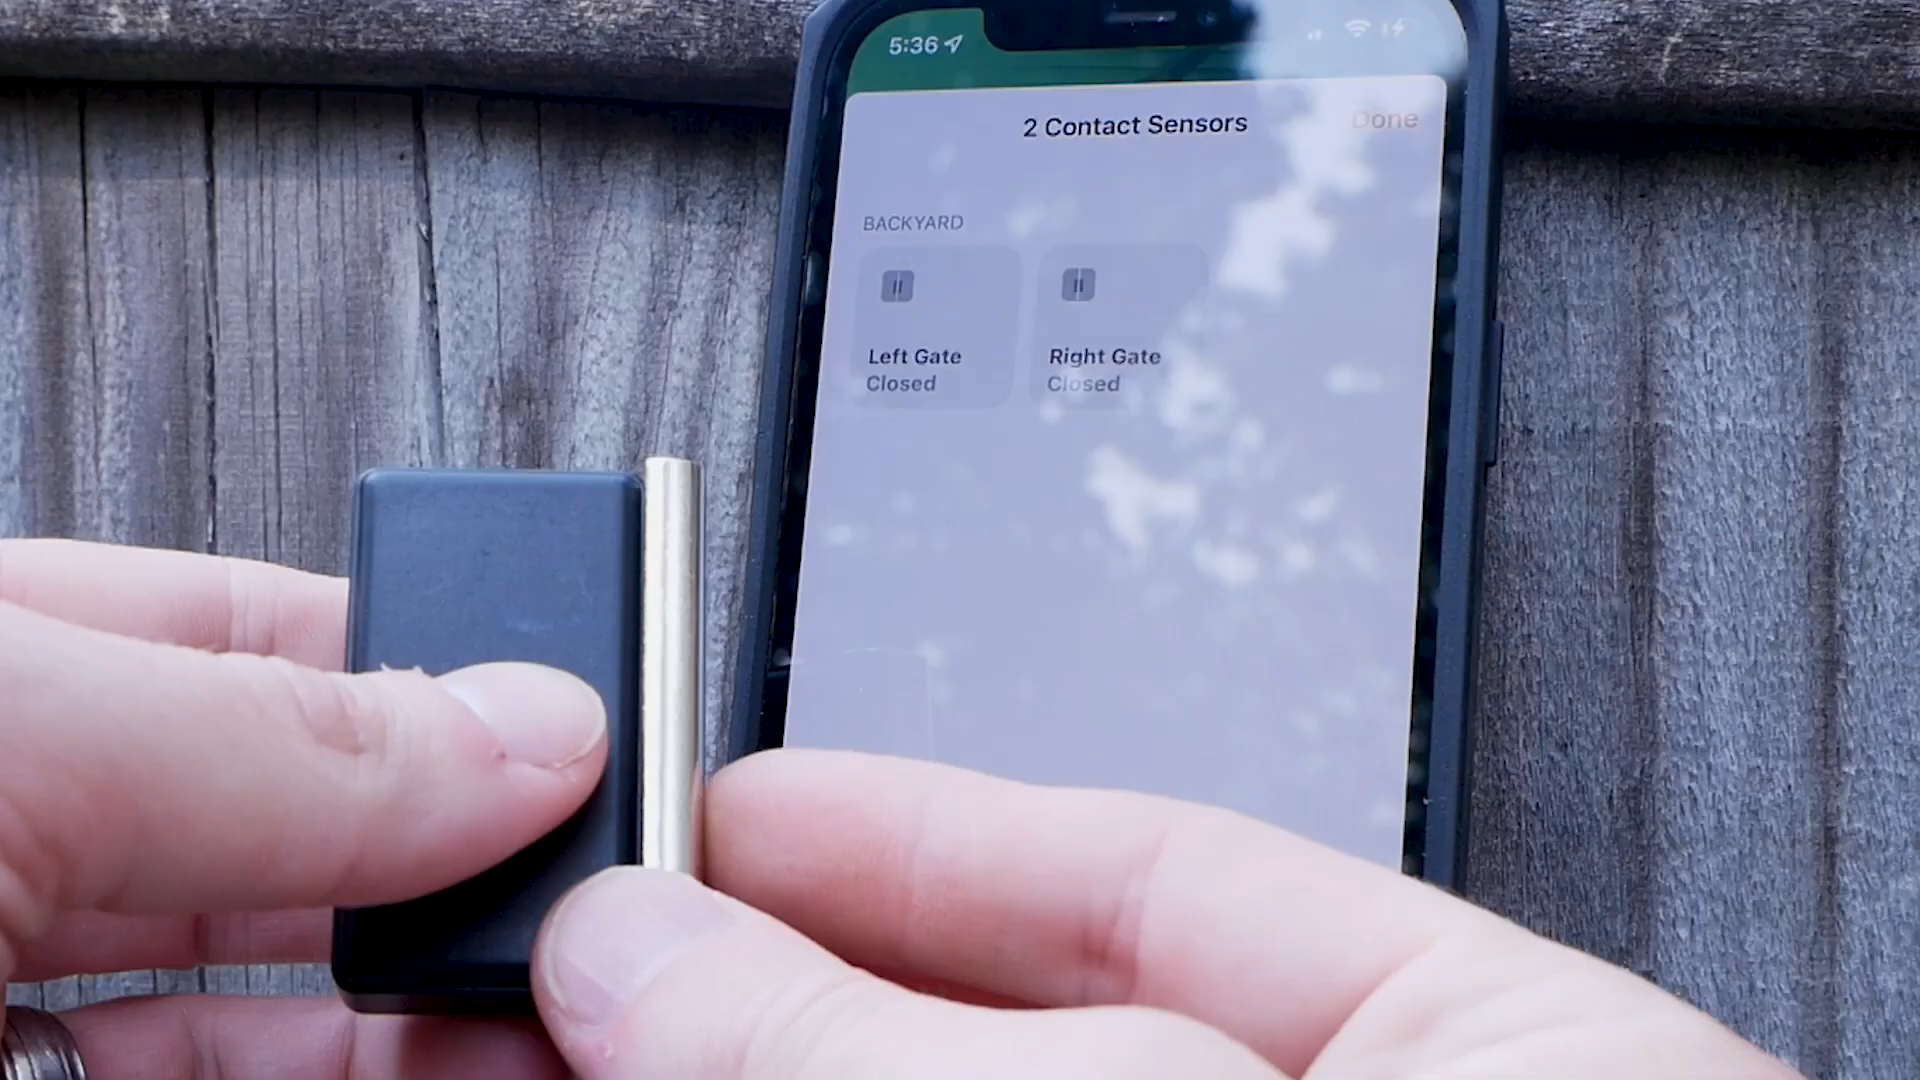 5:36
2 Contact Sensors
Done
BACKYARD
Left Gate
Closed
Right Gate
Closed